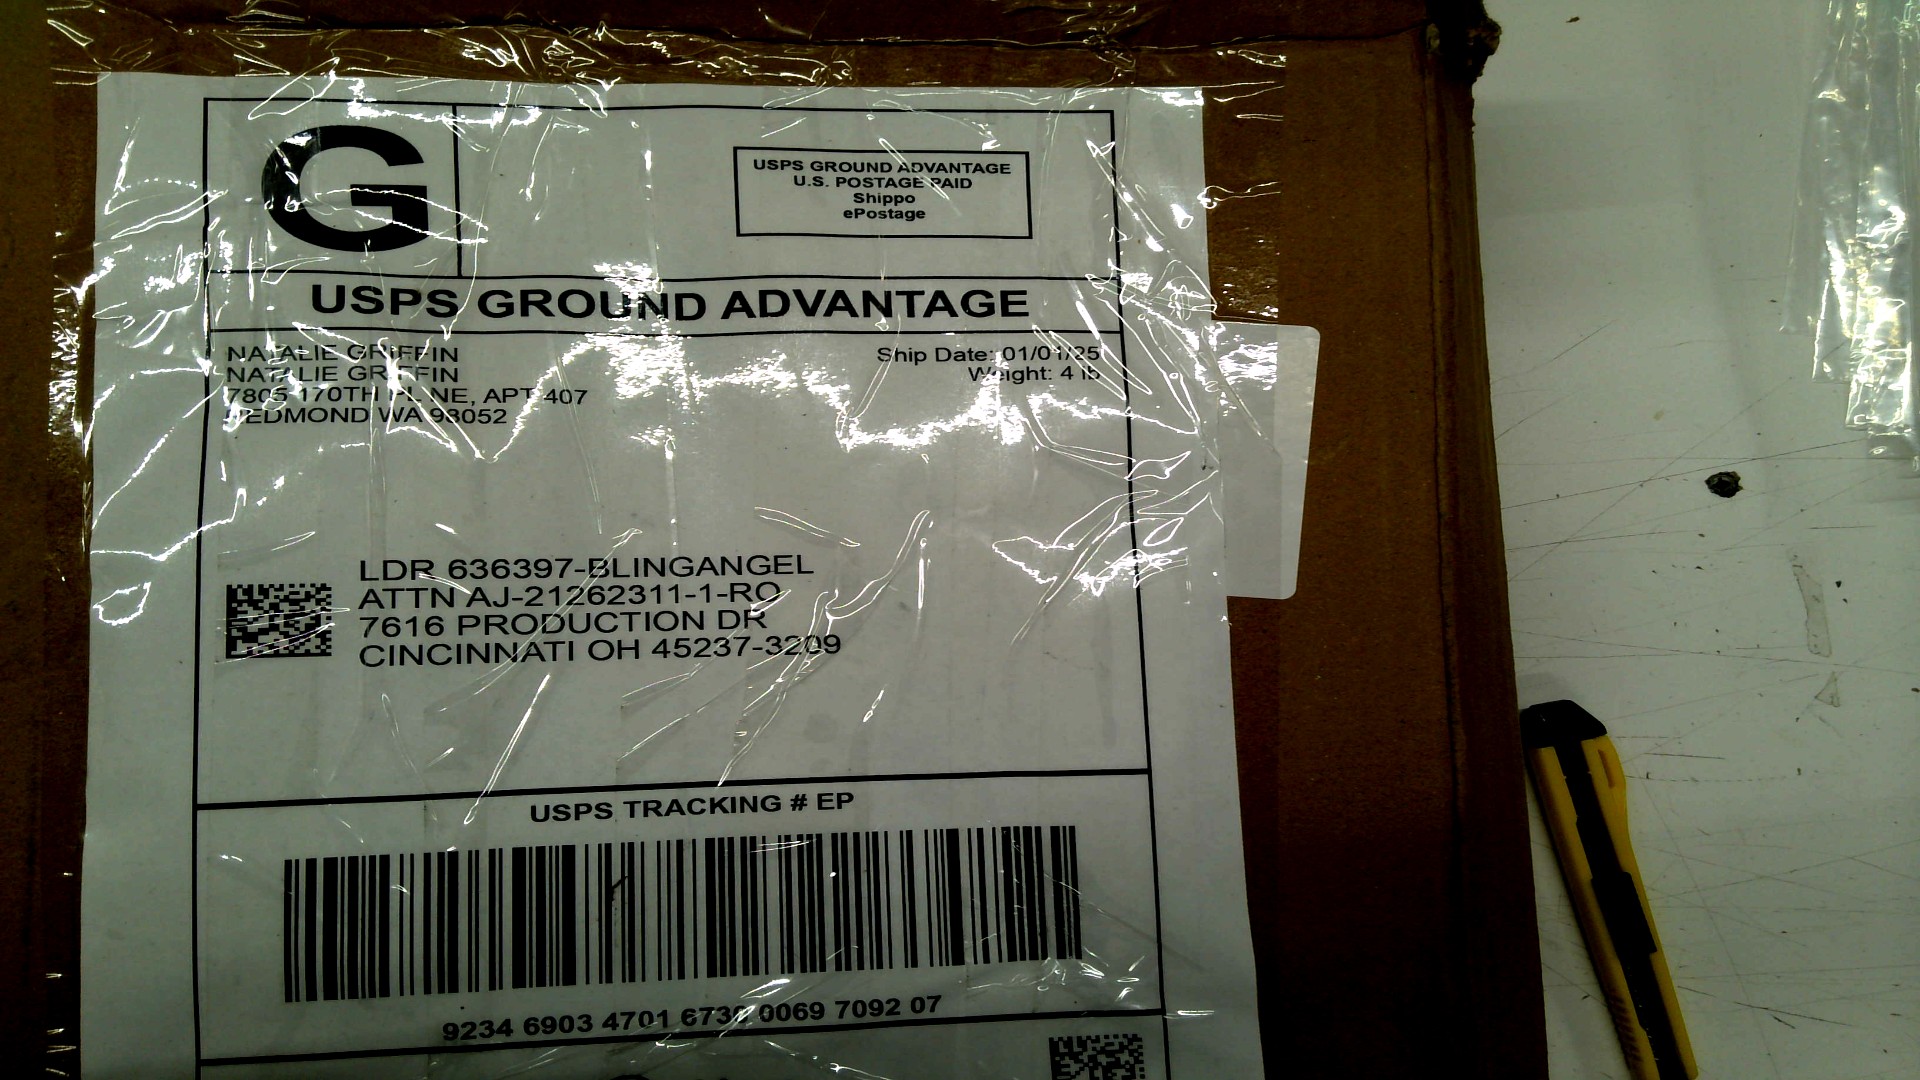 G
USPS GROUND ADVANTAGE
U.S. POSTAGE PAID
Shippo
ePostage
USPS GROUND ADVANTAGE
NATALIE GRIFFIN
NATALIE GRIFFIN
7805 170TH PL NE, APT 407
REDMOND WA 98052
Ship Date: 01/01/25
Weight: 4 lb
LDR 636397-BLINGANGEL
ATTN AJ-21262311-1-RO
7616 PRODUCTION DR
CINCINNATI OH 45237-3209
USPS TRACKING # EP
9234 6903 4701 6730 0069 7092 07